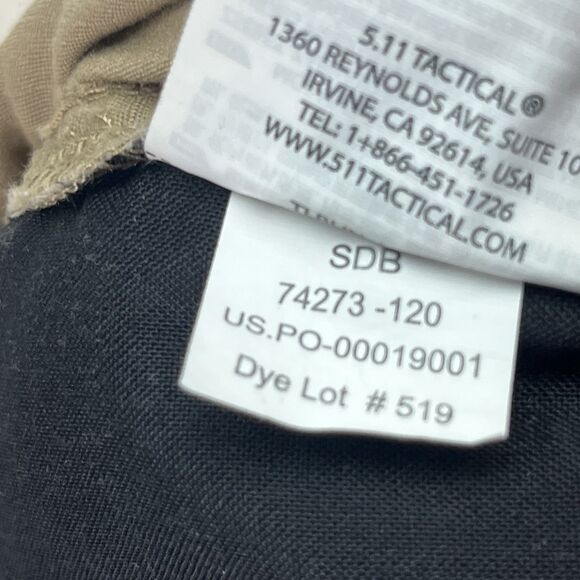 5.11 TACTICAL®
1360 REYNOLDS AVE, SUITE 10
IRVINE, CA 92614, USA
TEL: 1+866-451-1726
WWW.511TACTICAL.COM
SDB
74273 -120
US.PO-00019001
Dye Lot # 519